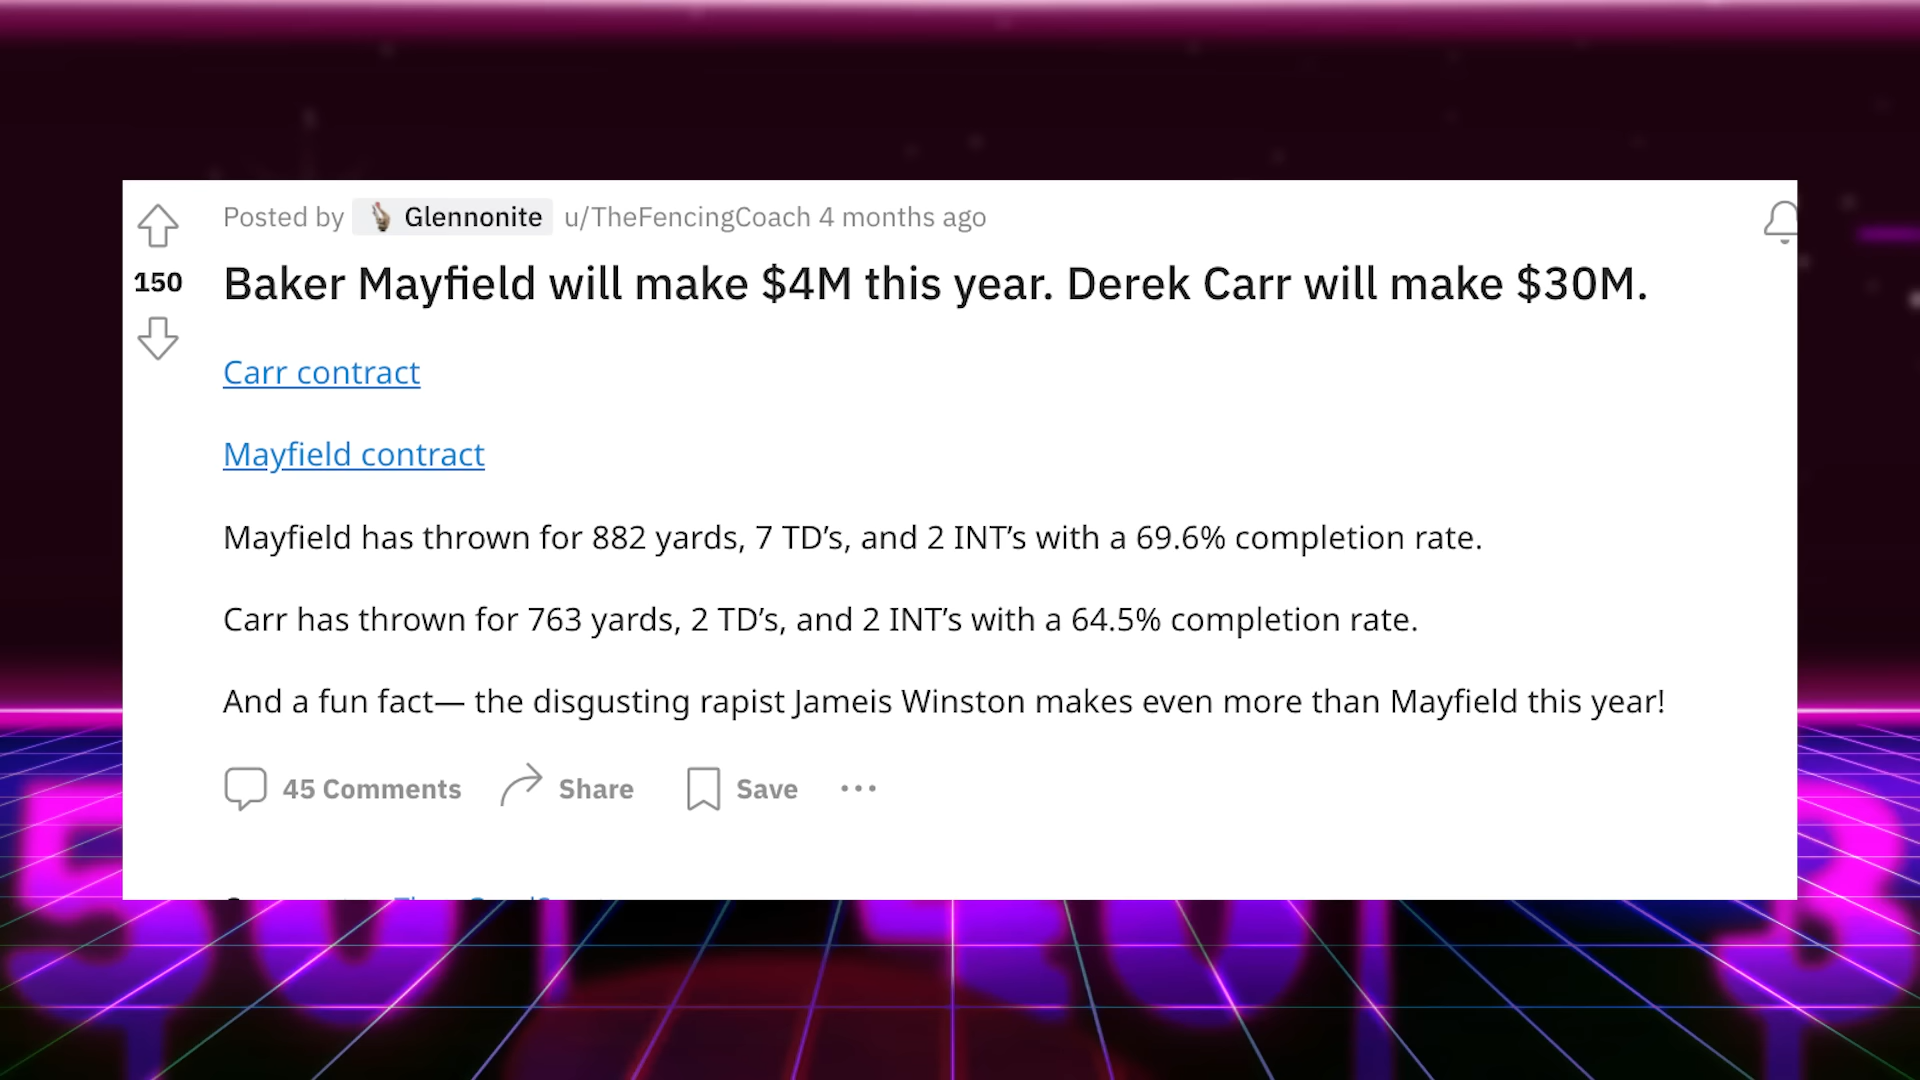 Posted by Glennonite u/TheFencingCoach 4 months ago
150
Baker Mayfield will make $4M this year. Derek Carr will make $30M.
Carr contract
Mayfield contract
Mayfield has thrown for 882 yards, 7 TD’s, and 2 INT’s with a 69.6% completion rate.
Carr has thrown for 763 yards, 2 TD’s, and 2 INT’s with a 64.5% completion rate.
And a fun fact— the disgusting rapist Jameis Winston makes even more than Mayfield this year!
45 Comments Share Save ···